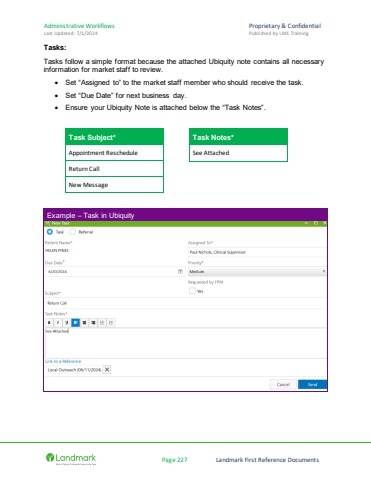 Administrative Workflows
Proprietary & Confidential
Last Updated: 7/1/2024
Published by LMK Training
Tasks:
Tasks follow a simple format because the attached Ubiquity note contains all necessary
information for market staff to review.
• Set “Assigned to” to the market staff member who should receive the task.
• Set “Due Date” for next business day.
• Ensure your Ubiquity Note is attached below the “Task Notes”.
Task Subject*
Appointment Reschedule
Return Call
New Message
Task Notes*
See Attached
Example – Task in Ubiquity
New Task
Task
Referral
Patient Name*
Assigned To*
HELEN PINES
Paul Nichols, Clinical Supervisor
Due Date*
Priority*
6/20/2024
Medium
Requested by FPM
Yes
Subject*
Return Call
Task Notes*
B I U
See Attached
Link to a Reference
Local Outreach (06/11/2024)
Cancel
Send
Landmark
Page 227
Landmark First Reference Documents